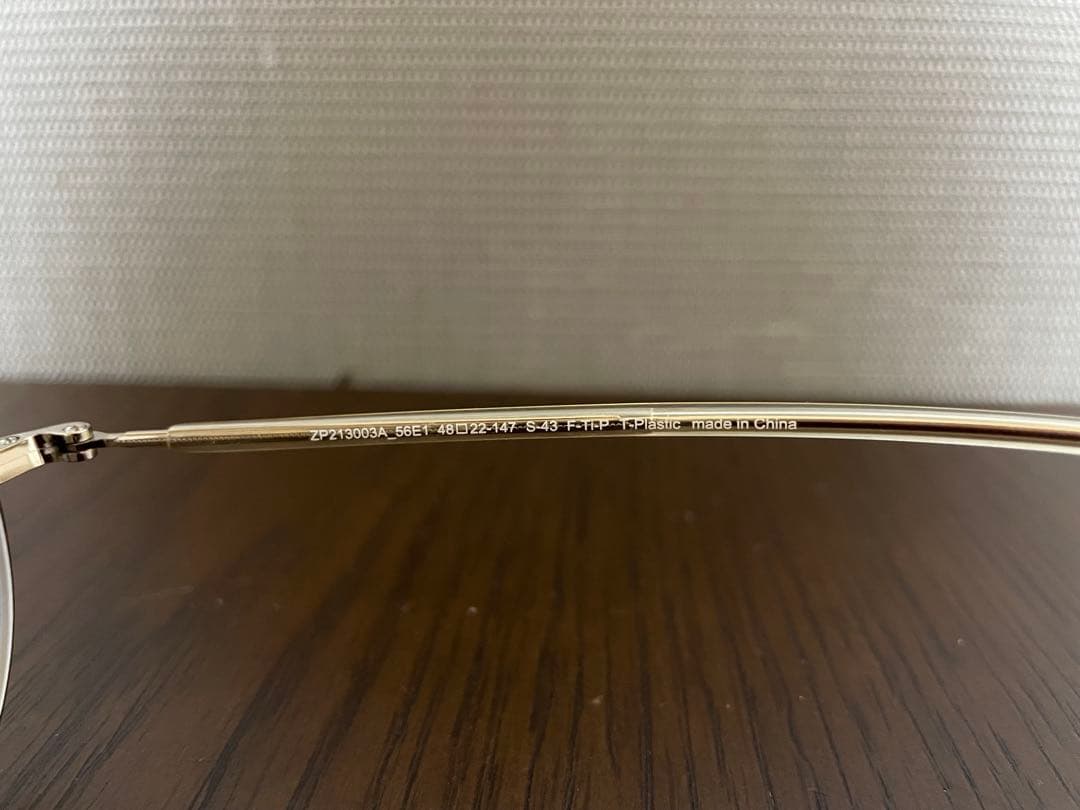 ZP213003A_56E1 48□22-147 S-43 F-Ti-P T-Plastic made in China